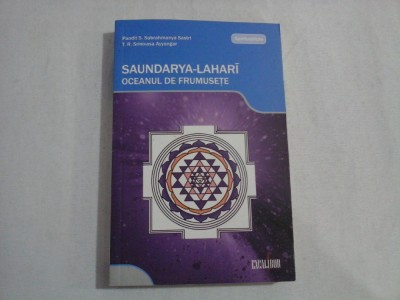 Pandit S. Subrahmanya Sastri
T. R. Srinivasa Ayyangar
SAUNDARYA-LAHARĪ
OCEANUL DE FRUMUSEȚE
EXCALIBUR